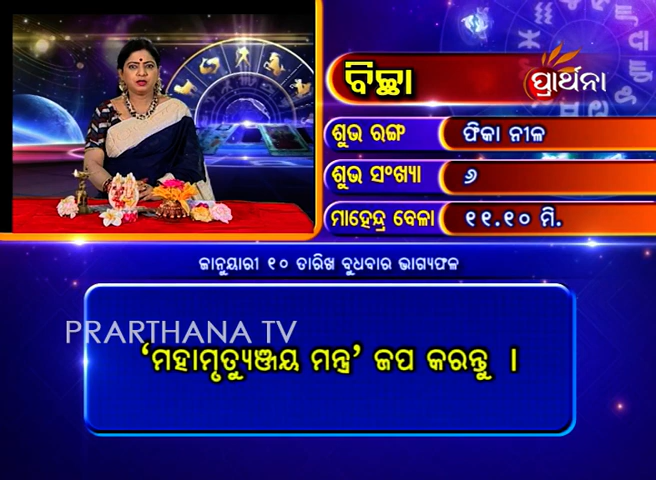 ବିଚ୍ଛା
ପ୍ରାର୍ଥନା
ଶୁଭ ରଙ୍ଗ ଫିକା ନୀଳ
ଶୁଭ ସଂଖ୍ୟା ୬
ମାହେନ୍ଦ୍ର ବେଳା ୧୧.୧୦ ମି.
ଜାନୁୟାରୀ ୧୦ ତାରିଖ ବୁଧବାର ଭାଗ୍ୟଫଳ
PRARTHANA TV
‘ମହାମୃତ୍ୟୁଞ୍ଜୟ ମନ୍ତ୍ର’ ଜପ କରନ୍ତୁ ।